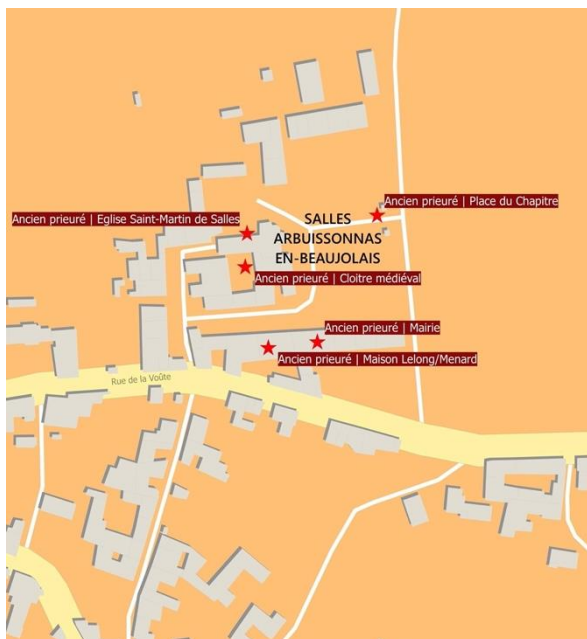 Ancien prieuré | Place du Chapitre
Ancien prieuré | Eglise Saint-Martin de Salles
SALLES
ARBUISSONNAS
EN-BEAUJOLAIS
Ancien prieuré | Cloitre médiéval
Ancien prieuré | Mairie
Ancien prieuré | Maison Lelong/Menard
Rue de la Voûte